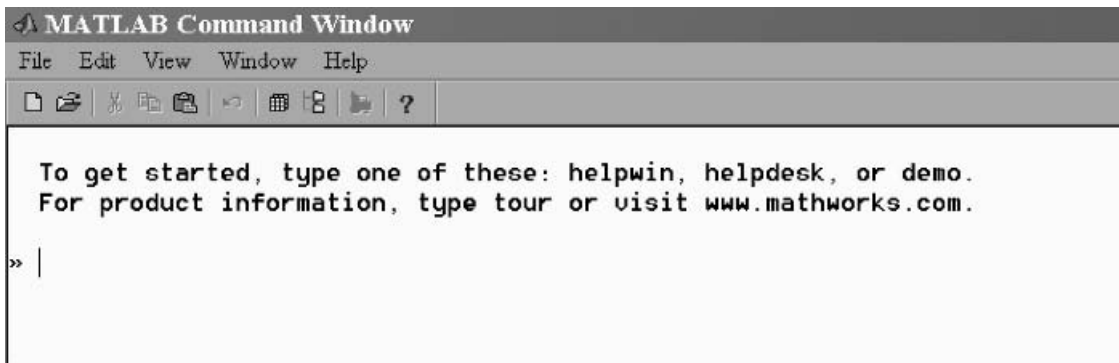 MATLAB Command Window
File Edit View Window Help
?
To get started, type one of these: helpwin, helpdesk, or demo.
For product information, type tour or visit www.mathworks.com.
»